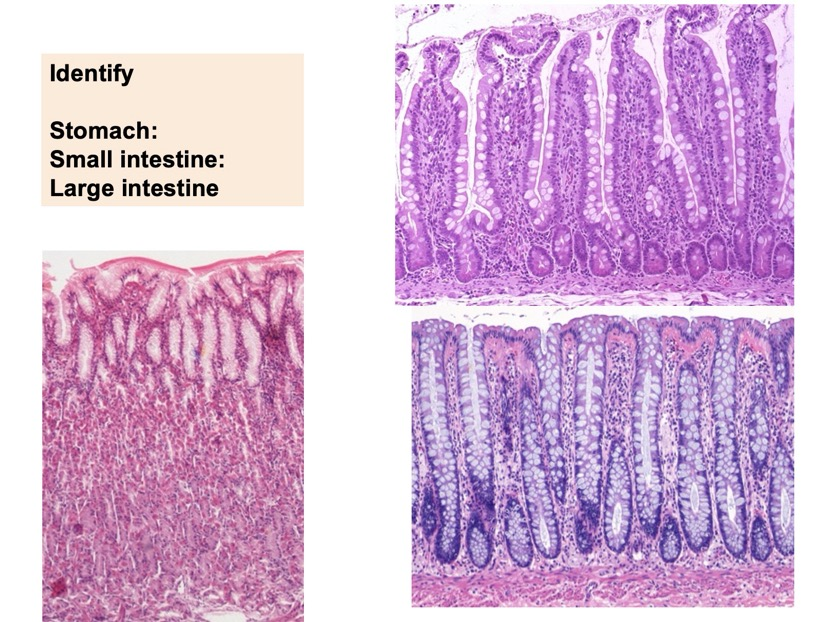 Identify
Stomach:
Small intestine:
Large intestine